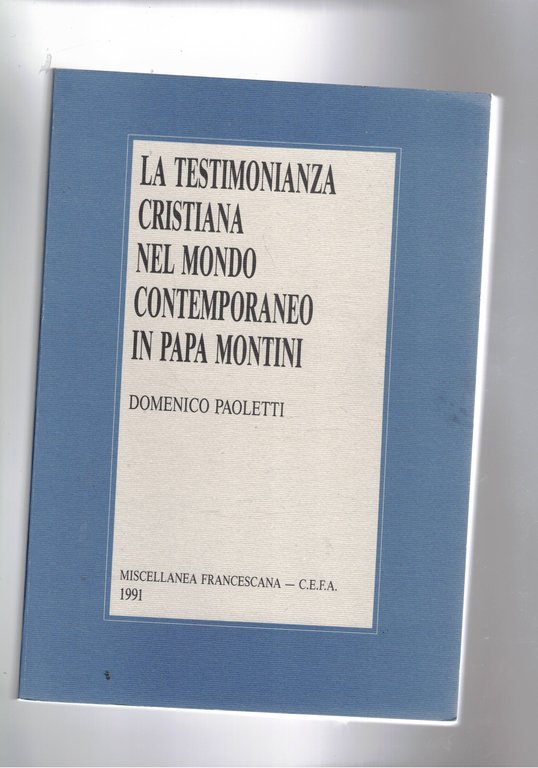 LA TESTIMONIANZA
CRISTIANA
NEL MONDO
CONTEMPORANEO
IN PAPA MONTINI
DOMENICO PAOLETTI
MISCELLANEA FRANCESCANA — C.E.F.A.
1991